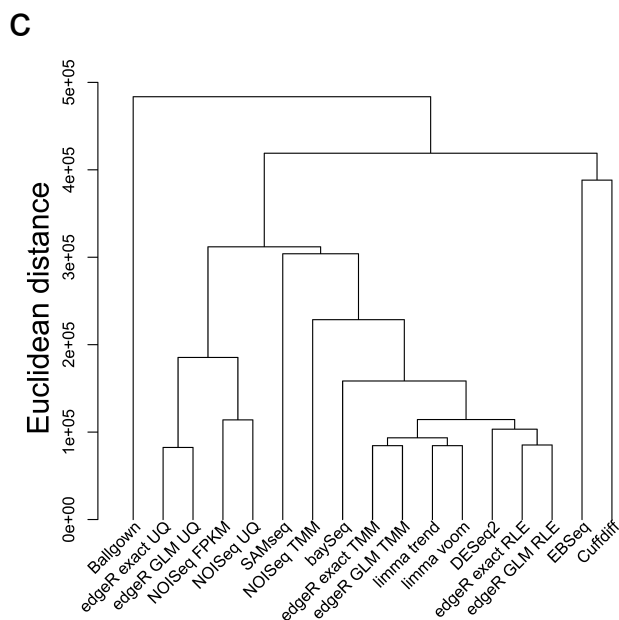 C
Euclidean distance
5e+05
4e+05
3e+05
2e+05
1e+05
0e+00
Ballgown
edgeR exact UQ
edgeR GLM UQ
NOISeq FPKM
NOISeq UQ
SAMseq
NOISeq TMM
baySeq
edgeR exact TMM
edgeR GLM TMM
limma trend
limma voom
DESeq2
edgeR exact RLE
edgeR GLM RLE
EBSeq
Cuffdiff